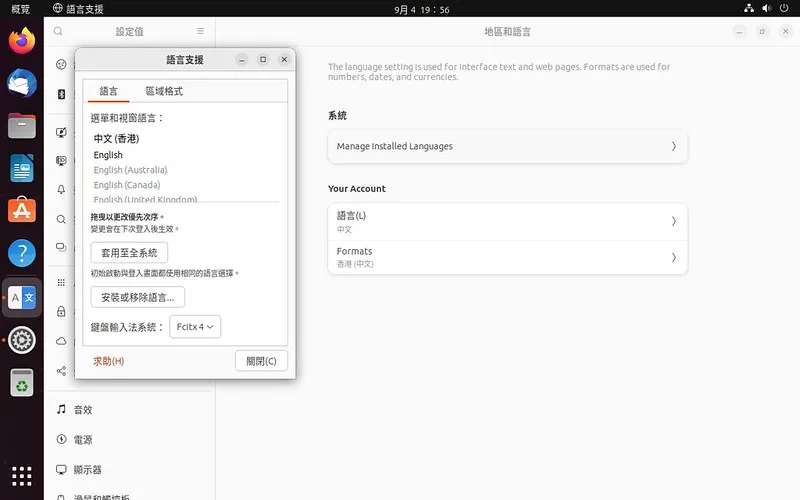 概覽
語言支援
9月 4 19：56
設定值
地區和語言
語言支援
語言
區域格式
選單和視窗語言：
中文 (香港)
English
English (Australia)
English (Canada)
English (United Kingdom)
拖曳以更改優先次序。
變更會在下次登入後生效。
套用至全系統
初始啟動與登入畫面都使用相同的語言選擇。
安裝或移除語言...
鍵盤輸入法系統：
Fcitx 4
求助(H)
關閉(C)
音效
電源
顯示器
滑鼠和觸控板
The language setting is used for interface text and web pages. Formats are used for
numbers, dates, and currencies.
系統
Manage Installed Languages
Your Account
語言(L)
中文
Formats
香港 (中文)